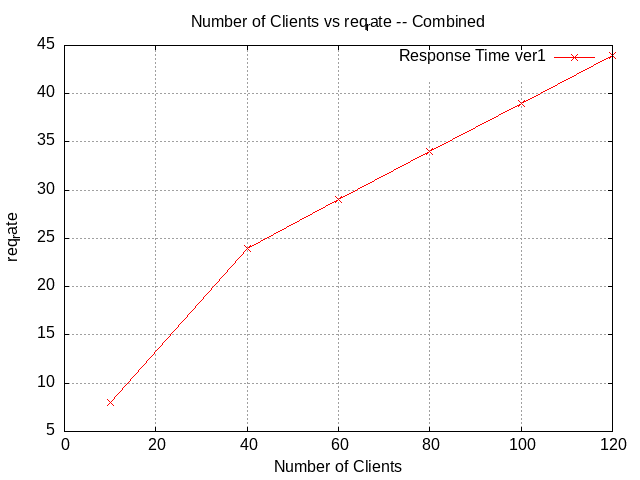 Number of Clients vs req_rate -- Combined
Response Time ver1
45
40
35
30
25
20
15
10
5
req_rate
0 20 40 60 80 100 120
Number of Clients